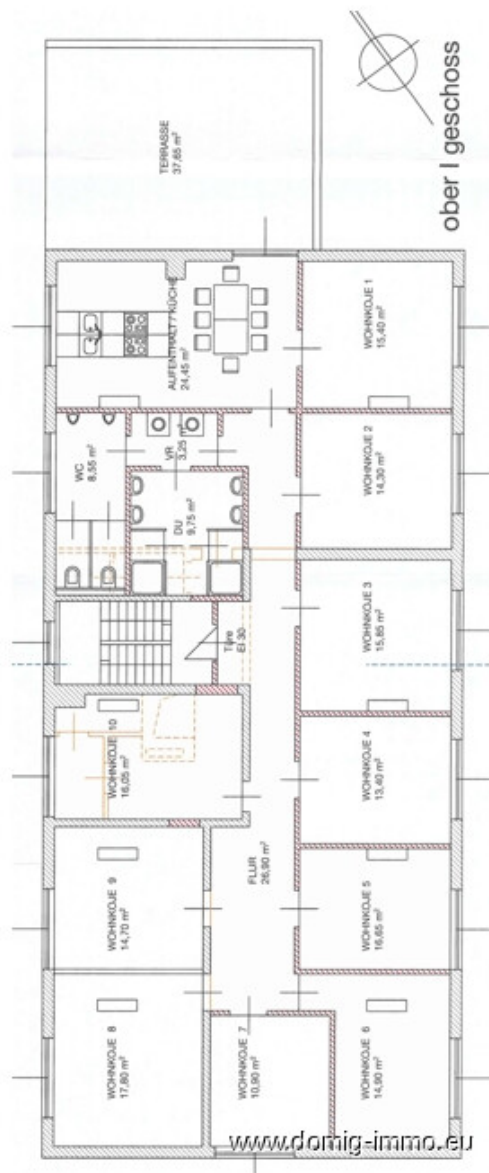 ober I geschoss
TERRASSE
37,65 m²
AUFENTHALT / KÜCHE
24,45 m²
WOHNKOJE 1
15,40 m²
WC
8,55 m²
VR
3,25 m²
DU
9,75 m²
WOHNKOJE 2
14,30 m²
Türe
EI 30
WOHNKOJE 3
15,85 m²
WOHNKOJE 10
16,05 m²
WOHNKOJE 4
13,40 m²
WOHNKOJE 9
14,70 m²
FLUR
26,90 m²
WOHNKOJE 5
16,65 m²
WOHNKOJE 8
17,80 m²
WOHNKOJE 7
10,90 m²
WOHNKOJE 6
14,90 m²
www.domig-immo.eu